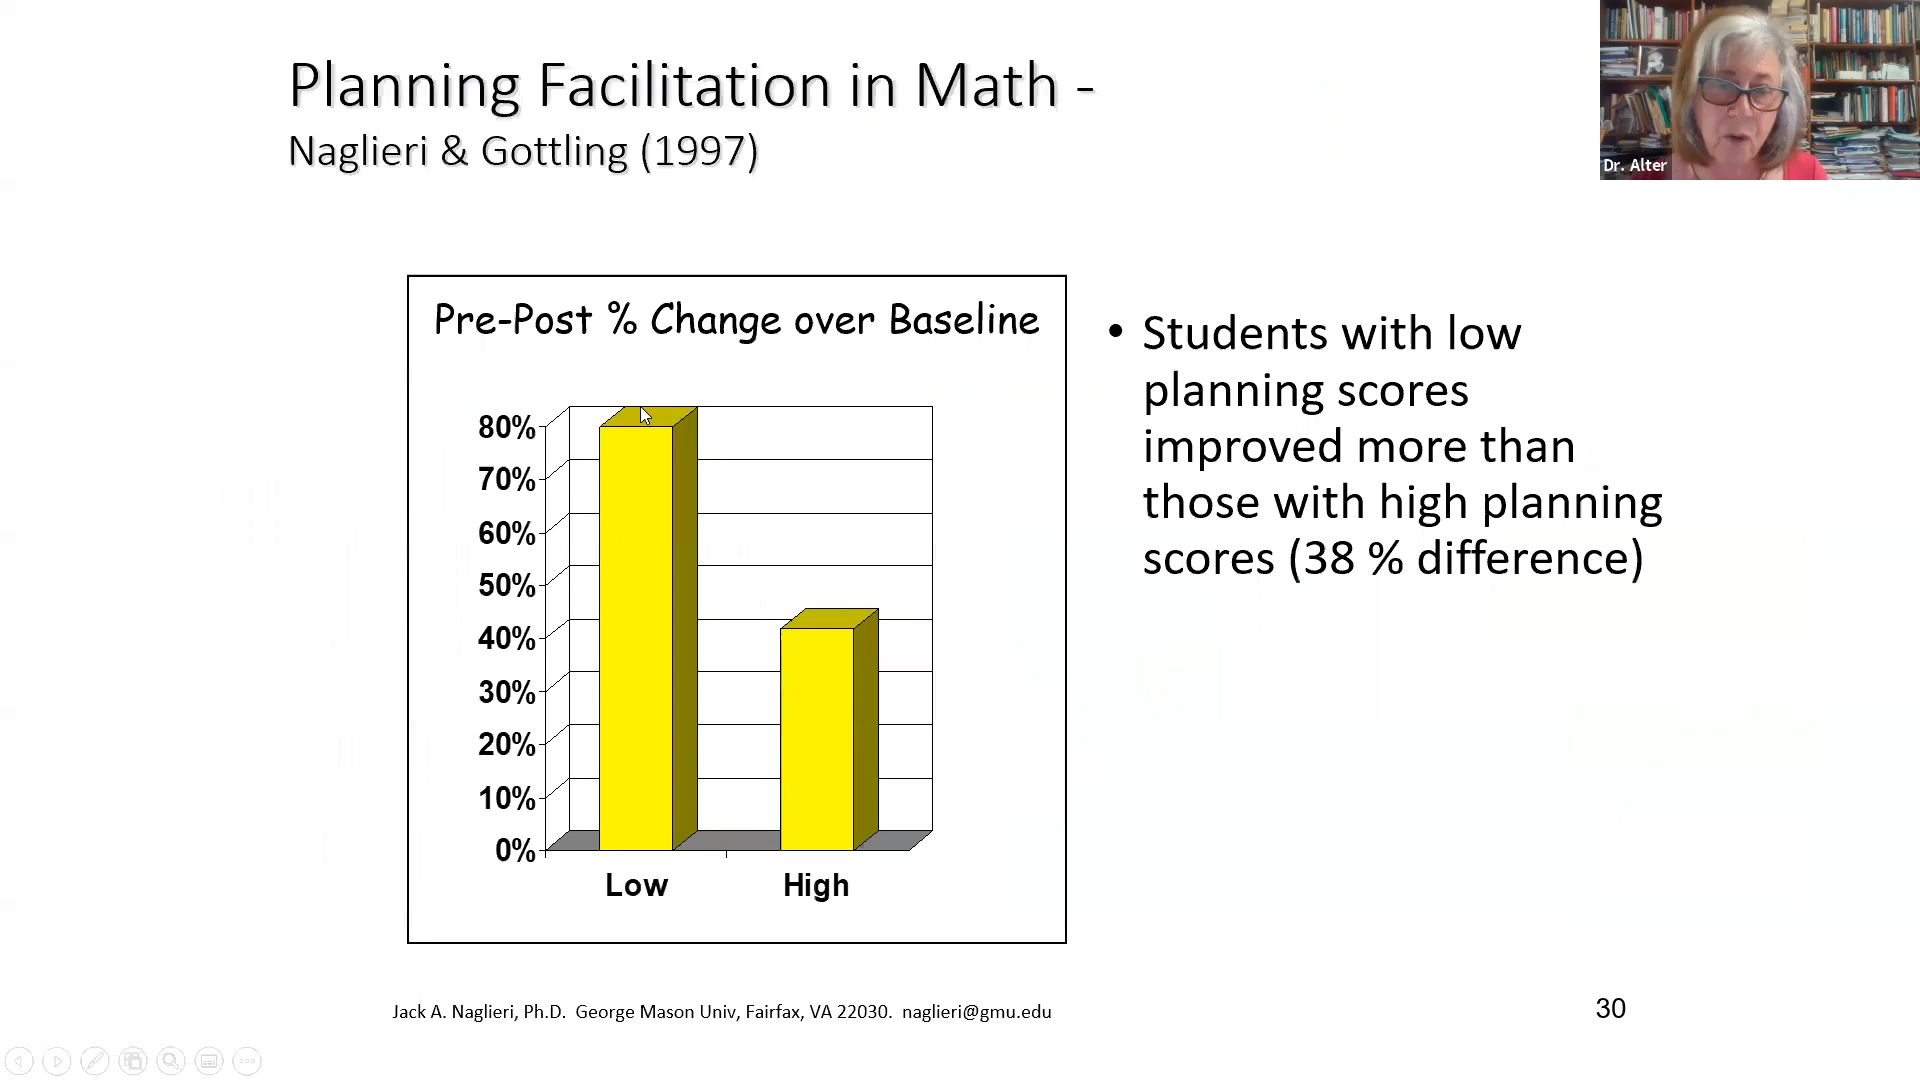 Planning Facilitation in Math -
Naglieri & Gottling (1997)
Dr. Alter
Pre-Post % Change over Baseline
80%
70%
60%
50%
40%
30%
20%
10%
0%
Low High
• Students with low
planning scores
improved more than
those with high planning
scores (38 % difference)
Jack A. Naglieri, Ph.D. George Mason Univ, Fairfax, VA 22030. naglieri@gmu.edu
30